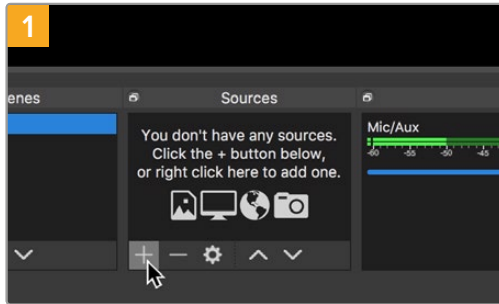 1
enes
Sources
You don't have any sources.
Click the + button below,
or right click here to add one.
Mic/Aux
-60 -55 -50 -45